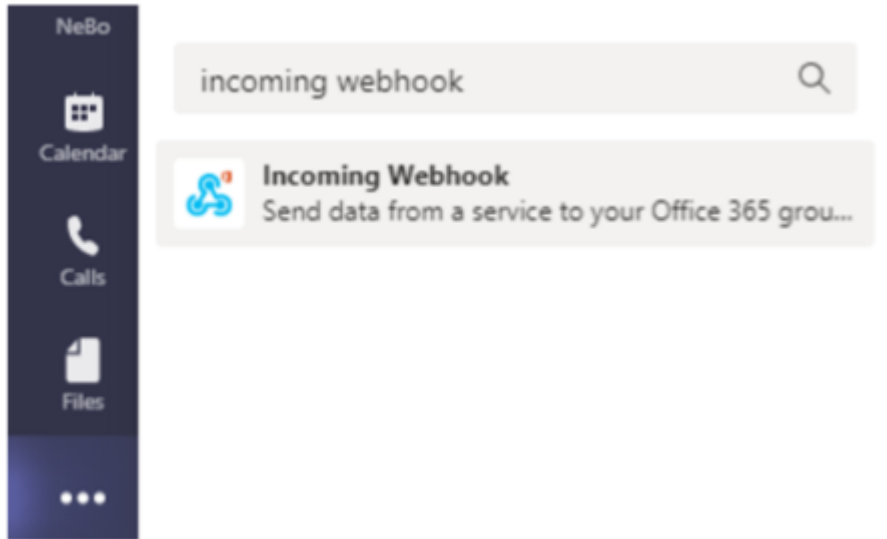 NeBo
Calendar
Calls
Files
incoming webhook
Incoming Webhook
Send data from a service to your Office 365 grou...